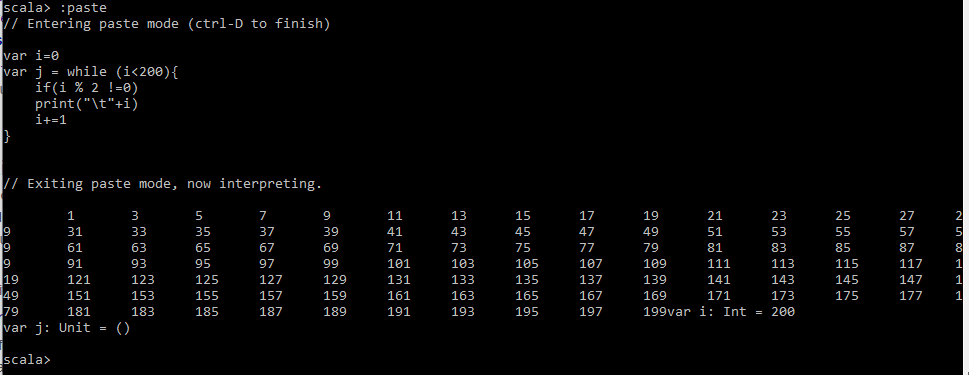 scala> :paste
// Entering paste mode (ctrl-D to finish)
var i=0
var j = while (i<200){
if(i % 2 !=0)
print("\t"+i)
i+=1
}
// Exiting paste mode, now interpreting.
1 3 5 7 9 11 13 15 17 19 21 23 25 27 2
9 31 33 35 37 39 41 43 45 47 49 51 53 55 57 5
9 61 63 65 67 69 71 73 75 77 79 81 83 85 87 8
9 91 93 95 97 99 101 103 105 107 109 111 113 115 117 1
19 121 123 125 127 129 131 133 135 137 139 141 143 145 147 1
49 151 153 155 157 159 161 163 165 167 169 171 173 175 177 1
79 181 183 185 187 189 191 193 195 197 199var i: Int = 200
var j: Unit = ()
scala>